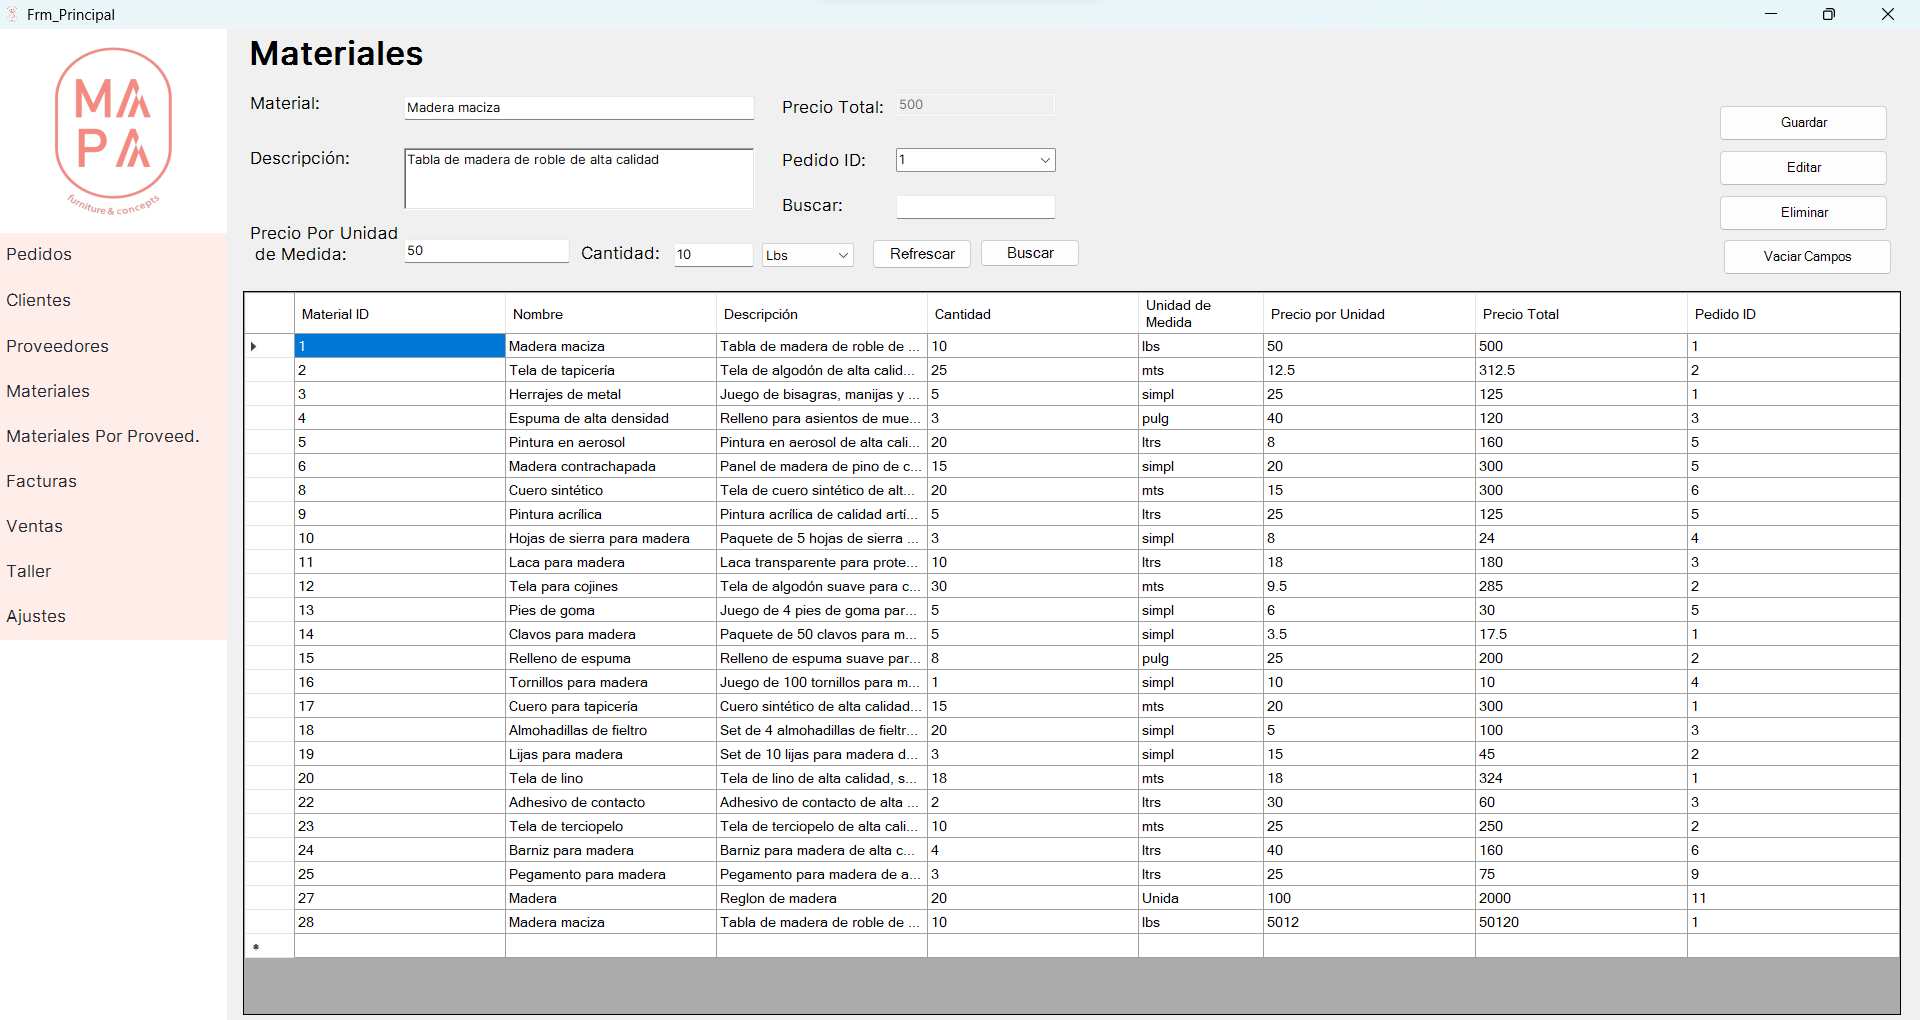 Frm_Principal
MA
PA
furniture & concepts
Pedidos
Clientes
Proveedores
Materiales
Materiales Por Proveed.
Facturas
Ventas
Taller
Ajustes
Materiales
Material: Madera maciza
Precio Total: 500
Descripción: Tabla de madera de roble de alta calidad
Pedido ID: 1
Buscar:
Precio Por Unidad
de Medida: 50
Cantidad: 10 Lbs
Refrescar Buscar
Guardar
Editar
Eliminar
Vaciar Campos
Material ID Nombre Descripción Cantidad Unidad de Medida Precio por Unidad Precio Total Pedido ID
1 Madera maciza Tabla de madera de roble de ... 10 lbs 50 500 1
2 Tela de tapicería Tela de algodón de alta calid... 25 mts 12.5 312.5 2
3 Herrajes de metal Juego de bisagras, manijas y ... 5 simpl 25 125 1
4 Espuma de alta densidad Relleno para asientos de mue... 3 pulg 40 120 3
5 Pintura en aerosol Pintura en aerosol de alta cali... 20 ltrs 8 160 5
6 Madera contrachapada Panel de madera de pino de c... 15 simpl 20 300 5
8 Cuero sintético Tela de cuero sintético de alt... 20 mts 15 300 6
9 Pintura acrílica Pintura acrílica de calidad artí... 5 ltrs 25 125 5
10 Hojas de sierra para madera Paquete de 5 hojas de sierra ... 3 simpl 8 24 4
11 Laca para madera Laca transparente para prote... 10 ltrs 18 180 3
12 Tela para cojines Tela de algodón suave para c... 30 mts 9.5 285 2
13 Pies de goma Juego de 4 pies de goma par... 5 simpl 6 30 5
14 Clavos para madera Paquete de 50 clavos para m... 5 simpl 3.5 17.5 1
15 Relleno de espuma Relleno de espuma suave par... 8 pulg 25 200 2
16 Tornillos para madera Juego de 100 tornillos para m... 1 simpl 10 10 4
17 Cuero para tapicería Cuero sintético de alta calidad... 15 mts 20 300 1
18 Almohadillas de fieltro Set de 4 almohadillas de fieltr... 20 simpl 5 100 3
19 Lijas para madera Set de 10 lijas para madera d... 3 simpl 15 45 2
20 Tela de lino Tela de lino de alta calidad, s... 18 mts 18 324 1
22 Adhesivo de contacto Adhesivo de contacto de alta ... 2 ltrs 30 60 3
23 Tela de terciopelo Tela de terciopelo de alta cali... 10 mts 25 250 2
24 Barniz para madera Barniz para madera de alta c... 4 ltrs 40 160 6
25 Pegamento para madera Pegamento para madera de a... 3 ltrs 25 75 9
27 Madera Reglon de madera 20 Unida 100 2000 11
28 Madera maciza Tabla de madera de roble de ... 10 lbs 5012 50120 1